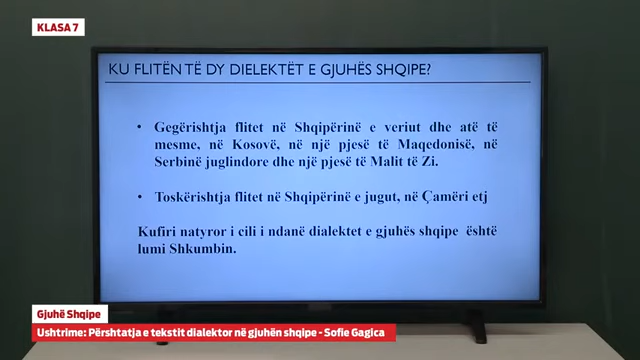 KLASA 7
KU FLITËN TË DY DIELEKTËT E GJUHËS SHQIPE?
• Gegërishtja flitet në Shqipërinë e veriut dhe atë të
mesme, në Kosovë, në një pjesë të Maqedonisë, në
Serbinë juglindore dhe një pjesë të Malit të Zi.
• Toskërishtja flitet në Shqipërinë e jugut, në Çamëri etj
Kufiri natyror i cili i ndanë dialektet e gjuhës shqipe është
lumi Shkumbin.
Gjuhë Shqipe
Ushtrime: Përshtatja e tekstit dialektor në gjuhën shqipe - Sofie Gagica